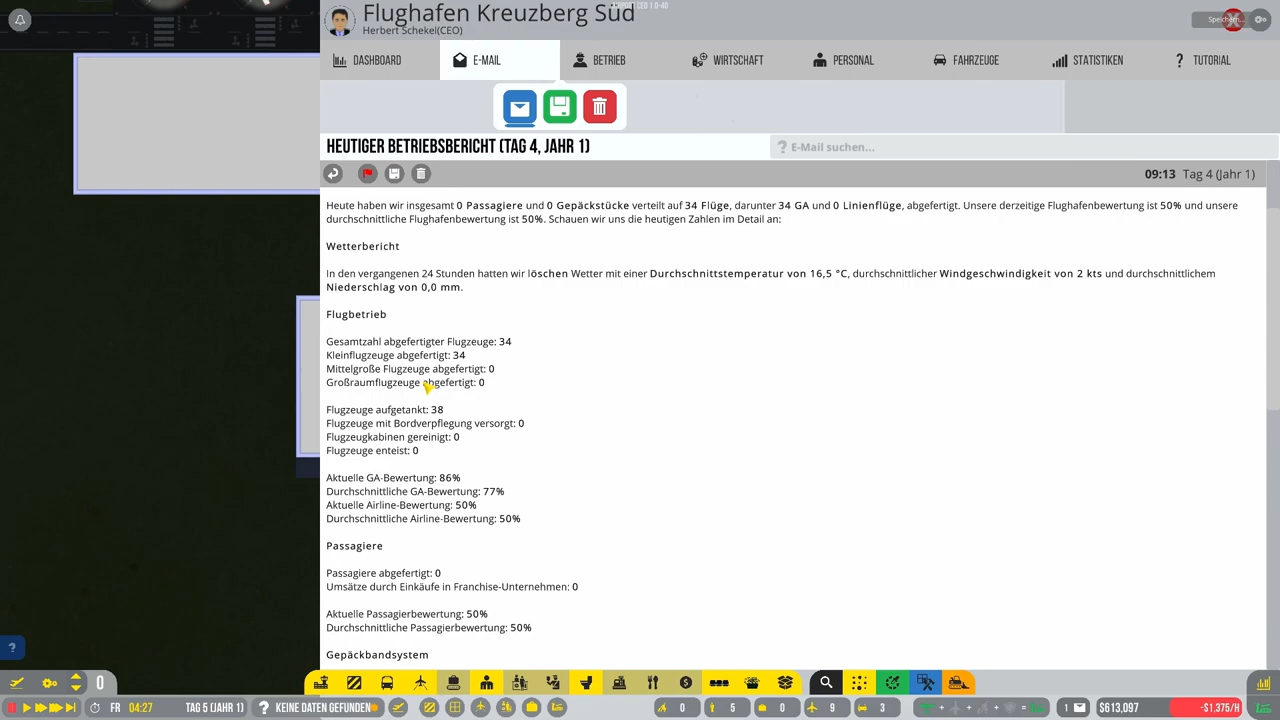 Flughafen Kreuzberg Süd
Herbert Schekel(CEO)
Speichern...
DASHBOARD
E-MAIL
BETRIEB
WIRTSCHAFT
PERSONAL
FAHRZEUGE
STATISTIKEN
? TUTORIAL
HEUTIGER BETRIEBSBERICHT (TAG 4, JAHR 1)
? E-Mail suchen...
09:13 Tag 4 (Jahr 1)
Heute haben wir insgesamt 0 Passagiere und 0 Gepäckstücke verteilt auf 34 Flüge, darunter 34 GA und 0 Linienflüge, abgefertigt. Unsere derzeitige Flughafenbewertung ist 50% und unsere
durchschnittliche Flughafenbewertung ist 50%. Schauen wir uns die heutigen Zahlen im Detail an:
Wetterbericht
In den vergangenen 24 Stunden hatten wir löschen Wetter mit einer Durchschnittstemperatur von 16,5 °C, durchschnittlicher Windgeschwindigkeit von 2 kts und durchschnittlichem
Niederschlag von 0,0 mm.
Flugbetrieb
Gesamtzahl abgefertigter Flugzeuge: 34
Kleinflugzeuge abgefertigt: 34
Mittelgroße Flugzeuge abgefertigt: 0
Großraumflugzeuge abgefertigt: 0
Flugzeuge aufgetankt: 38
Flugzeuge mit Bordverpflegung versorgt: 0
Flugzeugkabinen gereinigt: 0
Flugzeuge enteist: 0
Aktuelle GA-Bewertung: 86%
Durchschnittliche GA-Bewertung: 77%
Aktuelle Airline-Bewertung: 50%
Durchschnittliche Airline-Bewertung: 50%
Passagiere
Passagiere abgefertigt: 0
Umsätze durch Einkäufe in Franchise-Unternehmen: 0
Aktuelle Passagierbewertung: 50%
Durchschnittliche Passagierbewertung: 50%
Gepäckbandsystem
?
0
FR 04:27
TAG 5 (JAHR 1)
? KEINE DATEN GEFUNDEN
0
5
0
9
3
1
$613,097
-$1.375/H